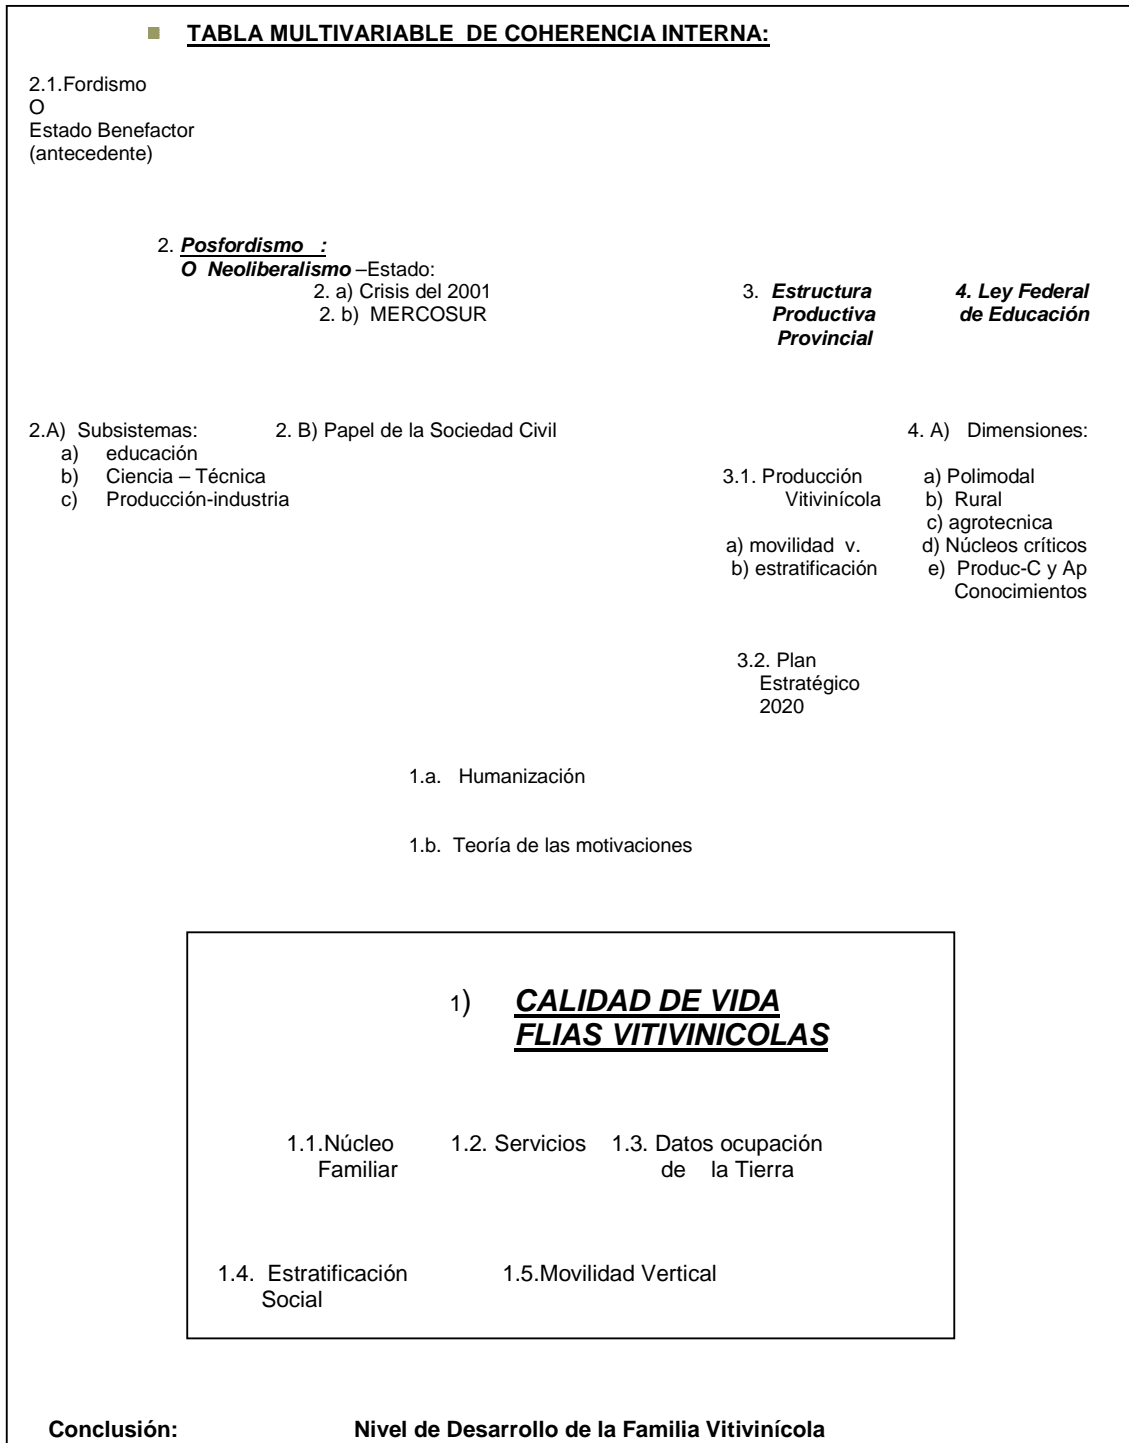 TABLA MULTIVARIABLE DE COHERENCIA INTERNA:
2.1.Fordismo
O
Estado Benefactor
(antecedente)
2. Posfordismo :
O Neoliberalismo –Estado:
2. a) Crisis del 2001
2. b) MERCOSUR
3. Estructura
Productiva
Provincial
4. Ley Federal
de Educación
2.A) Subsistemas:
a) educación
b) Ciencia – Técnica
c) Producción-industria
2. B) Papel de la Sociedad Civil
3.1. Producción
Vitivinícola
a) movilidad v.
b) estratificación
3.2. Plan
Estratégico
2020
4. A) Dimensiones:
a) Polimodal
b) Rural
c) agrotecnica
d) Núcleos críticos
e) Produc-C y Ap
Conocimientos
1.a. Humanización
1.b. Teoría de las motivaciones
1) CALIDAD DE VIDA
FLIAS VITIVINICOLAS
1.1.Núcleo
Familiar
1.2. Servicios
1.3. Datos ocupación
de la Tierra
1.4. Estratificación
Social
1.5.Movilidad Vertical
Conclusión: Nivel de Desarrollo de la Familia Vitivinícola